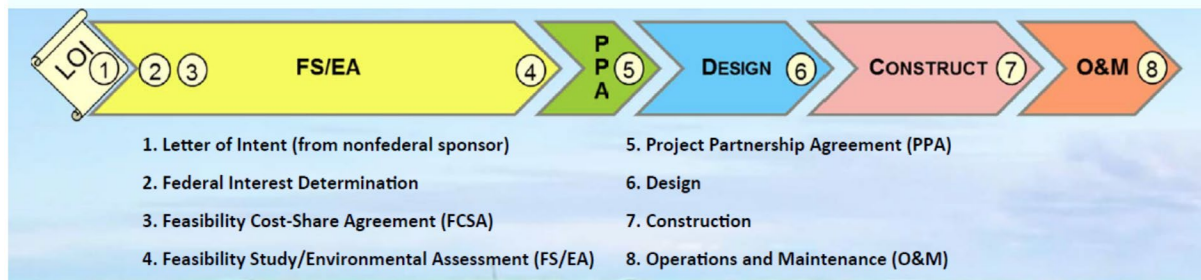 LOI 1 2 3 FS/EA 4 PPA 5 DESIGN 6 CONSTRUCT 7 O&M 8
1. Letter of Intent (from nonfederal sponsor)
2. Federal Interest Determination
3. Feasibility Cost-Share Agreement (FCSA)
4. Feasibility Study/Environmental Assessment (FS/EA)
5. Project Partnership Agreement (PPA)
6. Design
7. Construction
8. Operations and Maintenance (O&M)